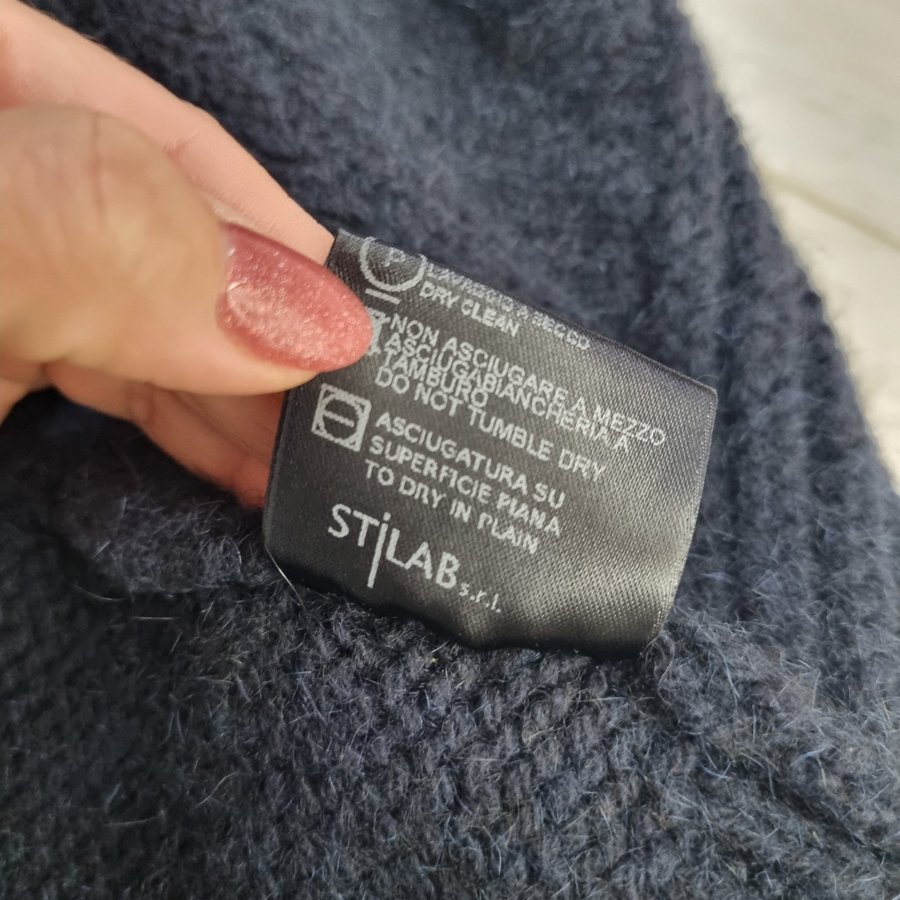 P
A SECCO
DRY CLEAN
NON ASCIUGARE A MEZZO
ASCIUGABIANCHERIA A
TAMBURO
DO NOT TUMBLE DRY
ASCIUGATURA SU
SUPERFICIE PIANA
TO DRY IN PLAIN
STiLAB s.r.l.